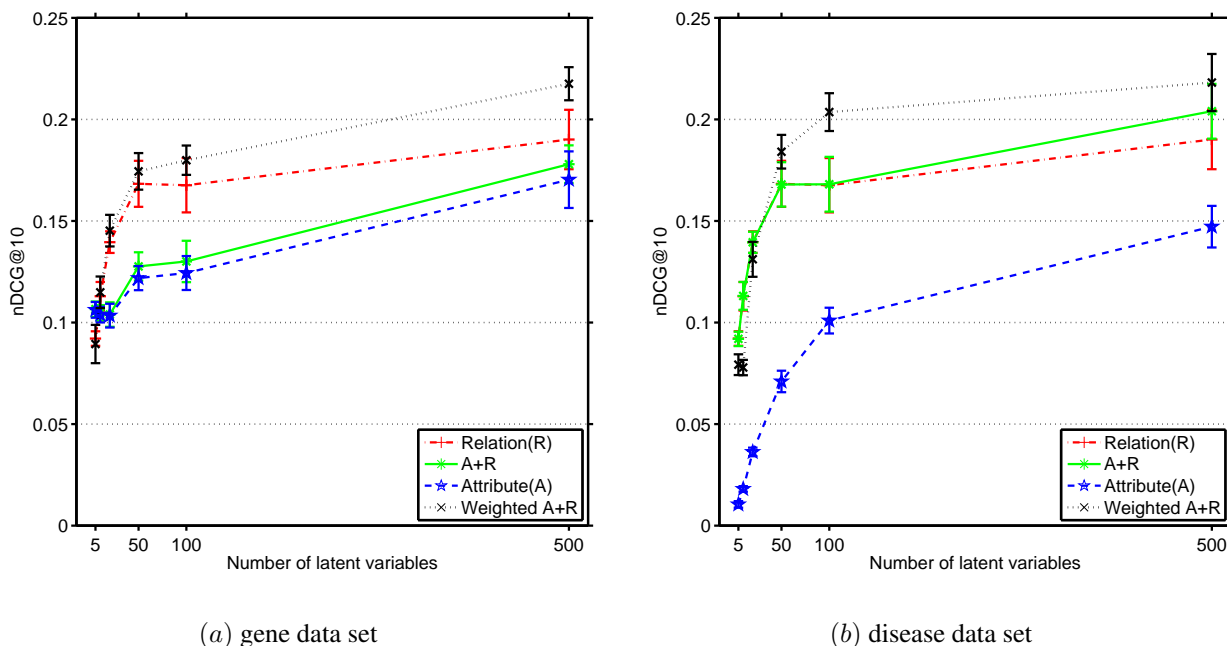 0.25
0.2
0.15
0.1
0.05
0
nDCG@10
5 50 100 500
Number of latent variables
Relation(R)
A+R
Attribute(A)
Weighted A+R
(a) gene data set
0.25
0.2
0.15
0.1
0.05
0
nDCG@10
5 50 100 500
Number of latent variables
Relation(R)
A+R
Attribute(A)
Weighted A+R
(b) disease data set